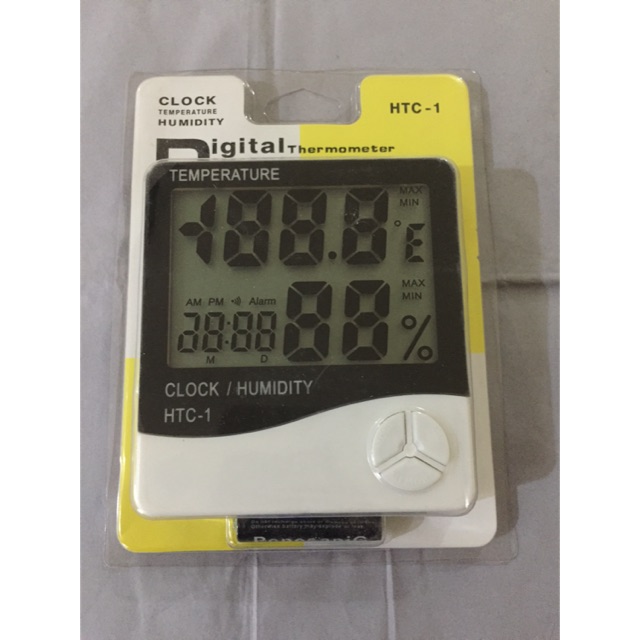 CLOCK
TEMPERATURE
HUMIDITY
HTC-1
Digital Thermometer
TEMPERATURE
MAX
MIN
-188.8 °E
AM PM Alarm
MAX
MIN
28:88 88 %
M D
CLOCK / HUMIDITY
HTC-1